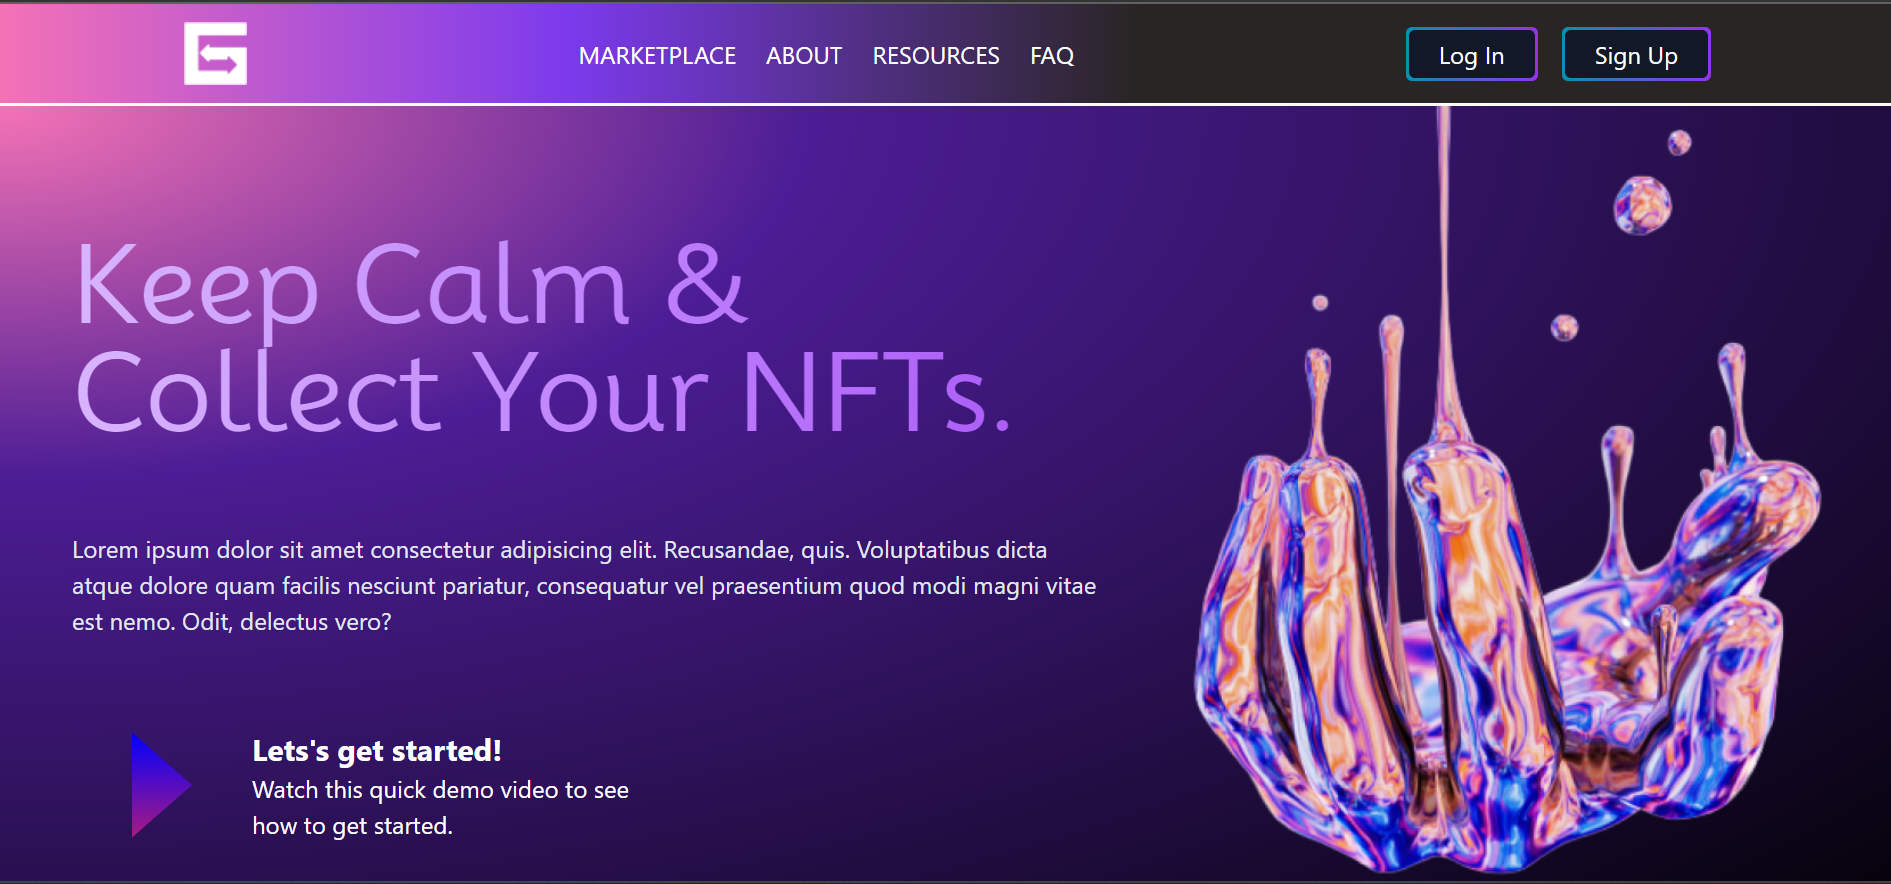 MARKETPLACE ABOUT RESOURCES FAQ Log In Sign Up
Keep Calm &
Collect Your NFTs.
Lorem ipsum dolor sit amet consectetur adipisicing elit. Recusandae, quis. Voluptatibus dicta
atque dolore quam facilis nesciunt pariatur, consequatur vel praesentium quod modi magni vitae
est nemo. Odit, delectus vero?
Lets's get started!
Watch this quick demo video to see
how to get started.